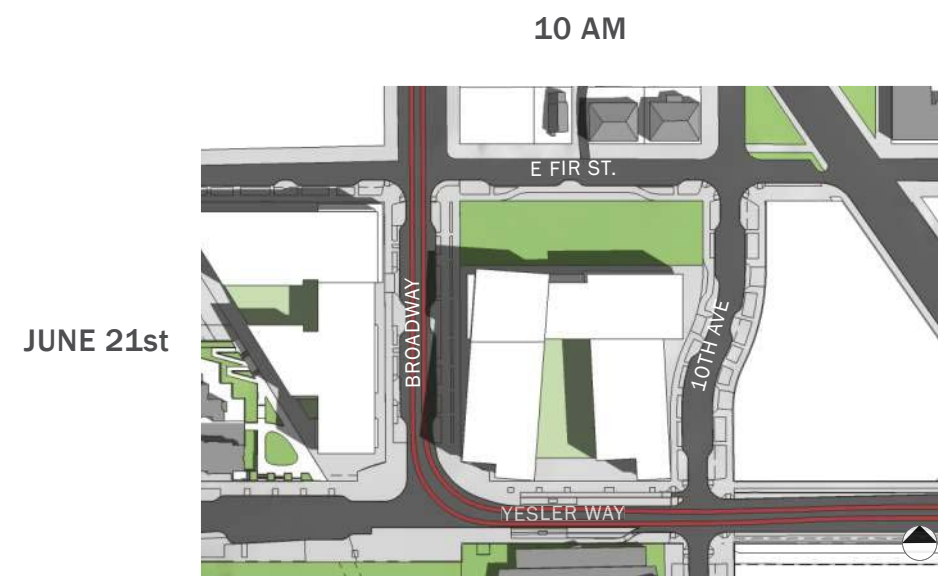 10 AM
JUNE 21st
E FIR ST.
BROADWAY
10TH AVE
YESLER WAY